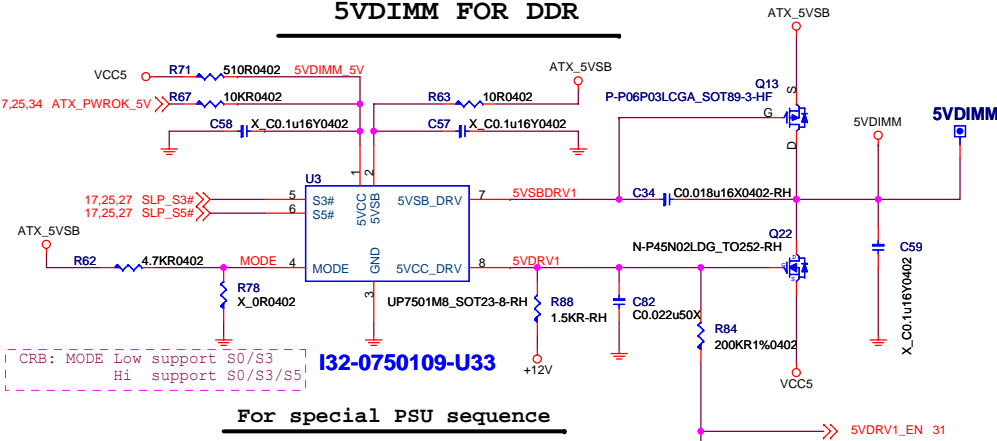 5VDIMM FOR DDR
ATX_5VSB
VCC5
R71
510R0402
5VDIMM_5V
ATX_5VSB
7,25,34 ATX_PWROK_5V
R67
10KR0402
R63
10R0402
Q13
P-P06P03LCGA_SOT89-3-HF
S
G
D
C58
X_C0.1u16Y0402
C57
X_C0.1u16Y0402
5VDIMM
5VDIMM
U3
1
2
17,25,27 SLP_S3#
5
S3#
5VCC
5VSB
5VSB_DRV
7
5VSBDRV1
C34
C0.018u16X0402-RH
17,25,27 SLP_S5#
6
S5#
ATX_5VSB
R62
4.7KR0402
MODE
4
MODE
GND
5VCC_DRV
8
5VDRV1
Q22
N-P45N02LDG_TO252-RH
C59
X_C0.1u16Y0402
R78
X_0R0402
3
UP7501M8_SOT23-8-RH
R88
1.5KR-RH
C82
C0.022u50X
R84
200KR1%0402
+12V
VCC5
CRB: MODE Low support S0/S3
Hi support S0/S3/S5
I32-0750109-U33
For special PSU sequence
5VDRV1_EN 31